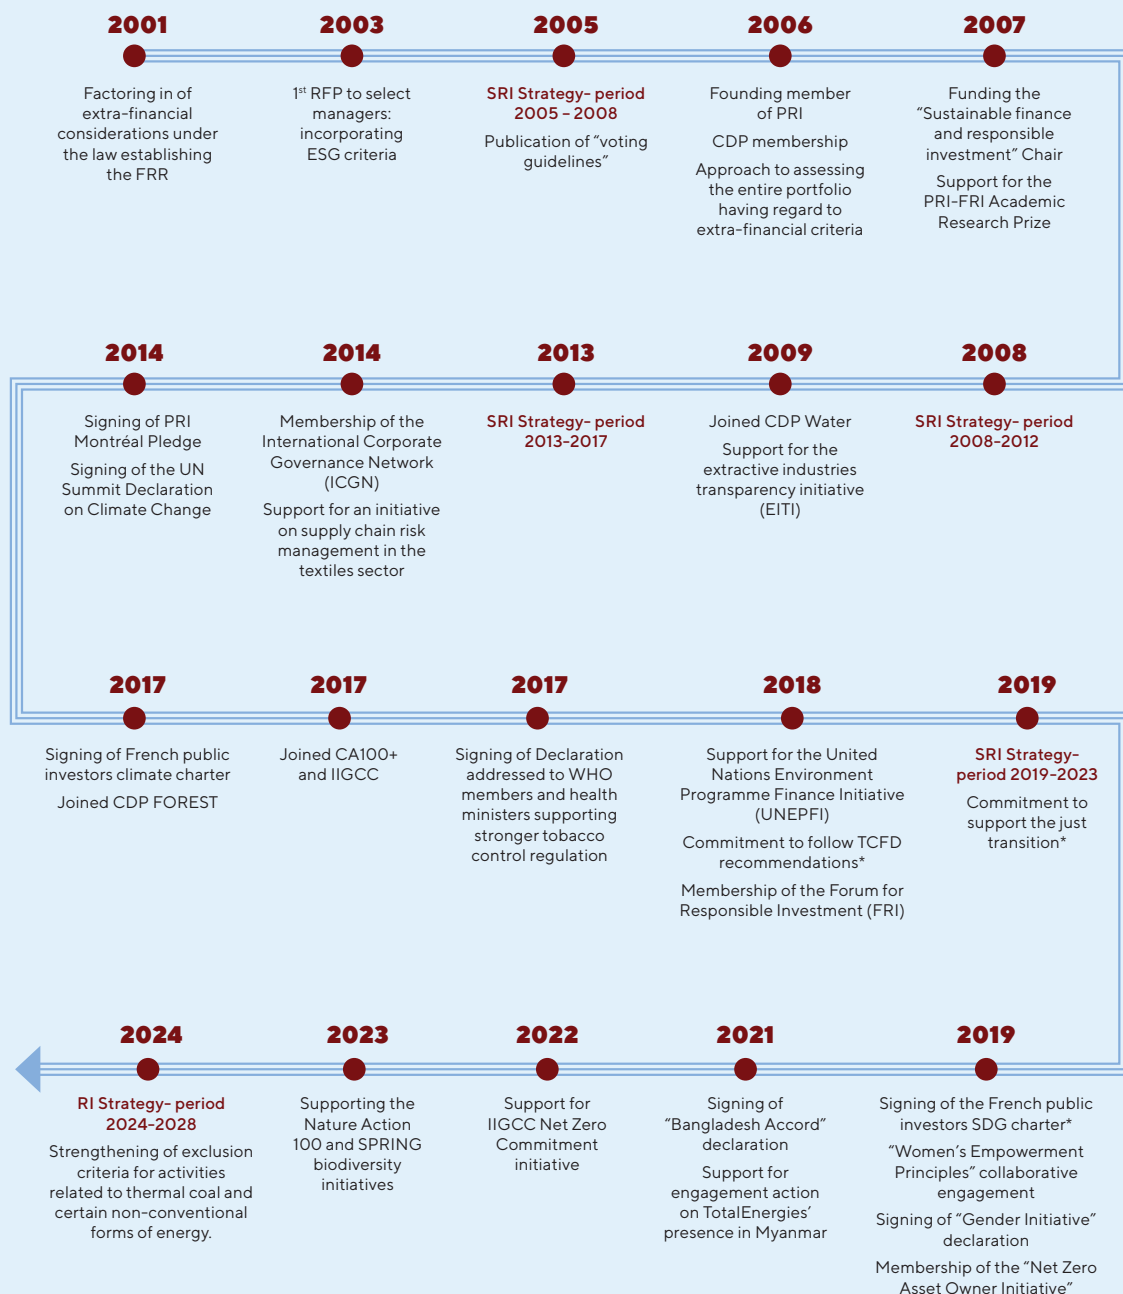 2001
Factoring in of
extra-financial
considerations under
the law establishing
the FRR
2003
1st RFP to select
managers:
incorporating
ESG criteria
2005
SRI Strategy- period
2005 – 2008
Publication of “voting
guidelines”
2006
Founding member
of PRI
CDP membership
Approach to assessing
the entire portfolio
having regard to
extra-financial criteria
2007
Funding the
“Sustainable finance
and responsible
investment” Chair
Support for the
PRI-FRI Academic
Research Prize
2008
SRI Strategy- period
2008-2012
2009
Joined CDP Water
Support for the
extractive industries
transparency initiative
(EITI)
2013
SRI Strategy- period
2013-2017
2014
Membership of the
International Corporate
Governance Network
(ICGN)
Support for an initiative
on supply chain risk
management in the
textiles sector
2014
Signing of PRI
Montréal Pledge
Signing of the UN
Summit Declaration
on Climate Change
2017
Signing of French public
investors climate charter
Joined CDP FOREST
2017
Joined CA100+
and IIGCC
2017
Signing of Declaration
addressed to WHO
members and health
ministers supporting
stronger tobacco
control regulation
2018
Support for the United
Nations Environment
Programme Finance Initiative
(UNEPFI)
Commitment to follow TCFD
recommendations*
Membership of the Forum for
Responsible Investment (FRI)
2019
SRI Strategy-
period 2019-2023
Commitment to
support the just
transition*
2019
Signing of the French public
investors SDG charter*
“Women’s Empowerment
Principles” collaborative
engagement
Signing of “Gender Initiative”
declaration
Membership of the “Net Zero
Asset Owner Initiative”
2021
Signing of
“Bangladesh Accord”
declaration
Support for
engagement action
on TotalEnergies’
presence in Myanmar
2022
Support for
IIGCC Net Zero
Commitment
initiative
2023
Supporting the
Nature Action
100 and SPRING
biodiversity
initiatives
2024
RI Strategy- period
2024-2028
Strengthening of exclusion
criteria for activities
related to thermal coal and
certain non-conventional
forms of energy.